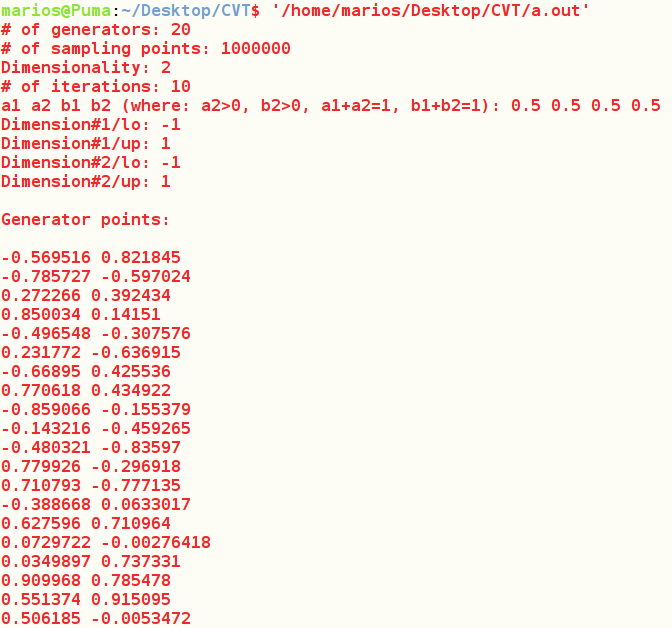 marios@Puma:~/Desktop/CVT$ '/home/marios/Desktop/CVT/a.out'
# of generators: 20
# of sampling points: 1000000
Dimensionality: 2
# of iterations: 10
a1 a2 b1 b2 (where: a2>0, b2>0, a1+a2=1, b1+b2=1): 0.5 0.5 0.5 0.5
Dimension#1/lo: -1
Dimension#1/up: 1
Dimension#2/lo: -1
Dimension#2/up: 1
Generator points:
-0.569516 0.821845
-0.785727 -0.597024
0.272266 0.392434
0.850034 0.14151
-0.496548 -0.307576
0.231772 -0.636915
-0.66895 0.425536
0.770618 0.434922
-0.859066 -0.155379
-0.143216 -0.459265
-0.480321 -0.83597
0.779926 -0.296918
0.710793 -0.777135
-0.388668 0.0633017
0.627596 0.710964
0.0729722 -0.00276418
0.0349897 0.737331
0.909968 0.785478
0.551374 0.915095
0.506185 -0.0053472